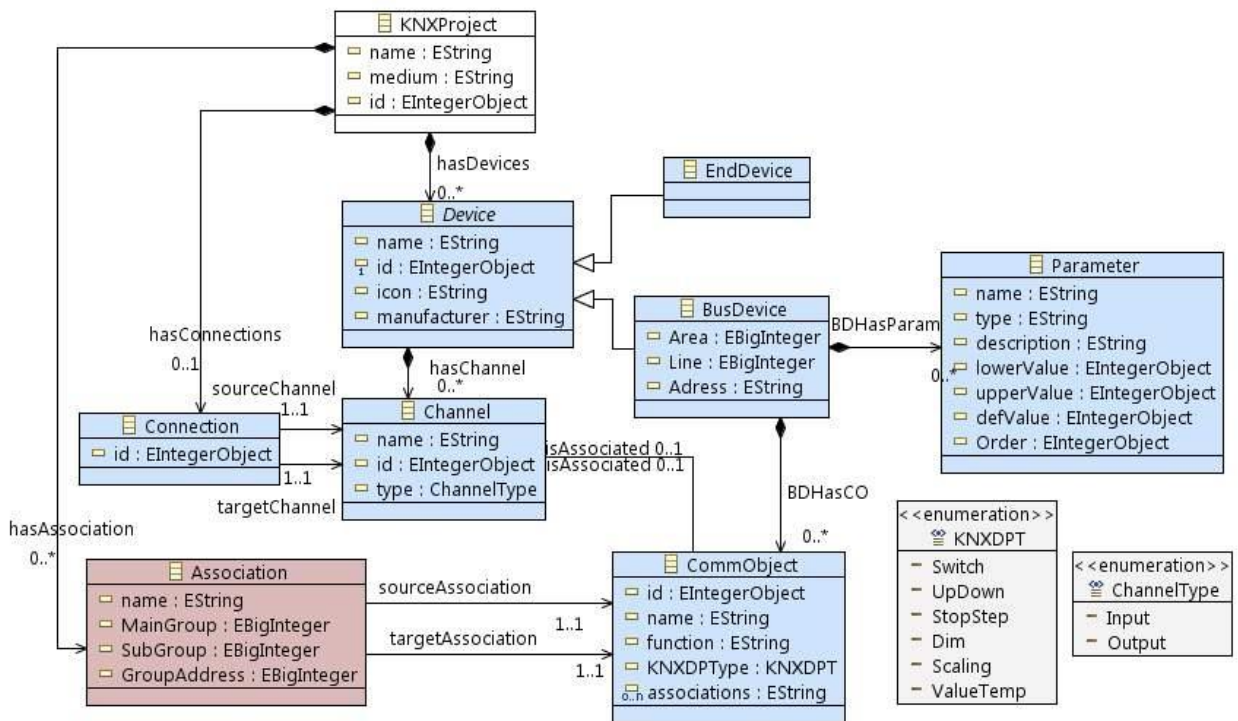 KNXProject
name : EString
medium : EString
id : EIntegerObject
hasDevices
0..*
EndDevice
Device
name : EString
1 id : EIntegerObject
icon : EString
manufacturer : EString
Parameter
name : EString
type : EString
description : EString
lowerValue : EIntegerObject
upperValue : EIntegerObject
defValue : EIntegerObject
Order : EIntegerObject
BusDevice
Area : EBigInteger
Line : EBigInteger
Adress : EString
BDHasParam
0..*
hasConnections
0..1
hasChannel
0..*
sourceChannel
1..1
Connection
id : EIntegerObject
1..1
targetChannel
Channel
name : EString
id : EIntegerObject
type : ChannelType
isAssociated 0..1
isAssociated 0..1
BDHasCO
0..*
hasAssociation
0..*
Association
name : EString
MainGroup : EBigInteger
SubGroup : EBigInteger
GroupAddress : EBigInteger
sourceAssociation
1..1
targetAssociation
1..1
CommObject
id : EIntegerObject
name : EString
function : EString
KNXDPType : KNXDPT
0..n associations : EString
<<enumeration>>
KNXDPT
Switch
UpDown
StopStep
Dim
Scaling
ValueTemp
<<enumeration>>
ChannelType
Input
Output